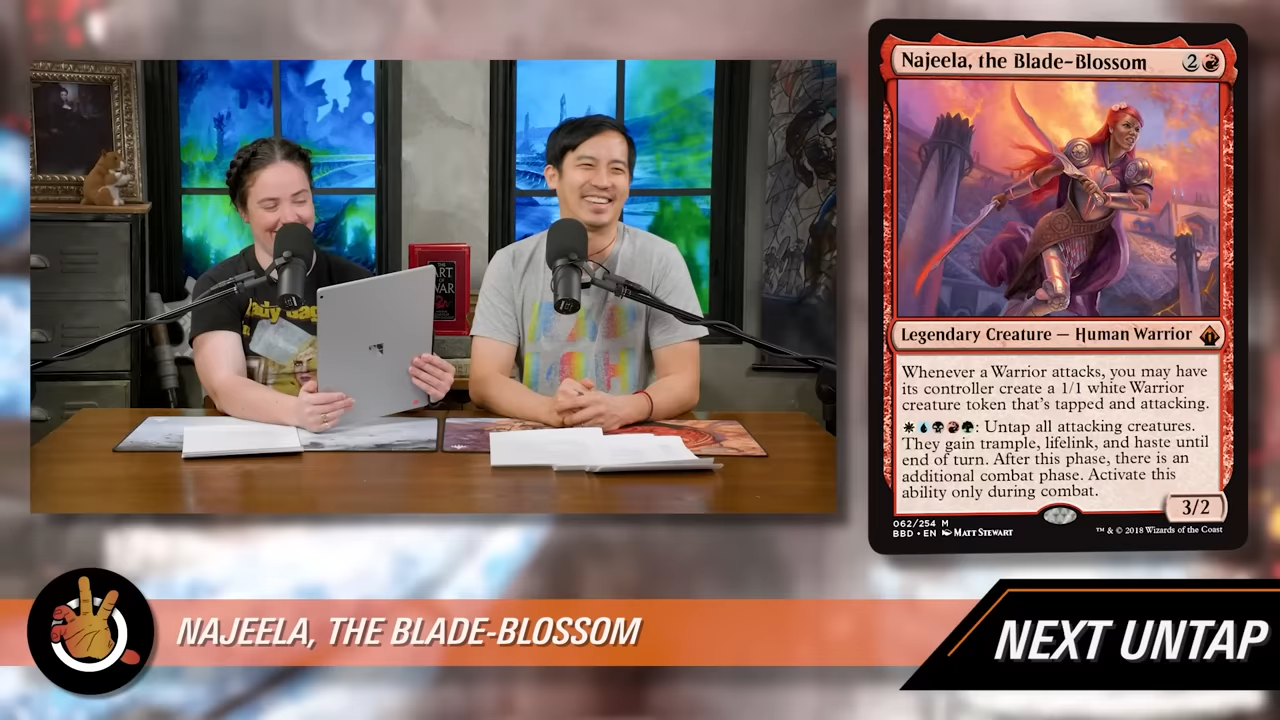 Najeela, the Blade-Blossom 2
Legendary Creature — Human Warrior
Whenever a Warrior attacks, you may have
its controller create a 1/1 white Warrior
creature token that's tapped and attacking.
: Untap all attacking creatures.
They gain trample, lifelink, and haste until
end of turn. After this phase, there is an
additional combat phase. Activate this
ability only during combat.
3/2
062/254 M
BBD • EN MATT STEWART
™ & © 2018 Wizards of the Coast
THE
ART
OF
WAR
NAJEELA, THE BLADE-BLOSSOM
NEXT UNTAP